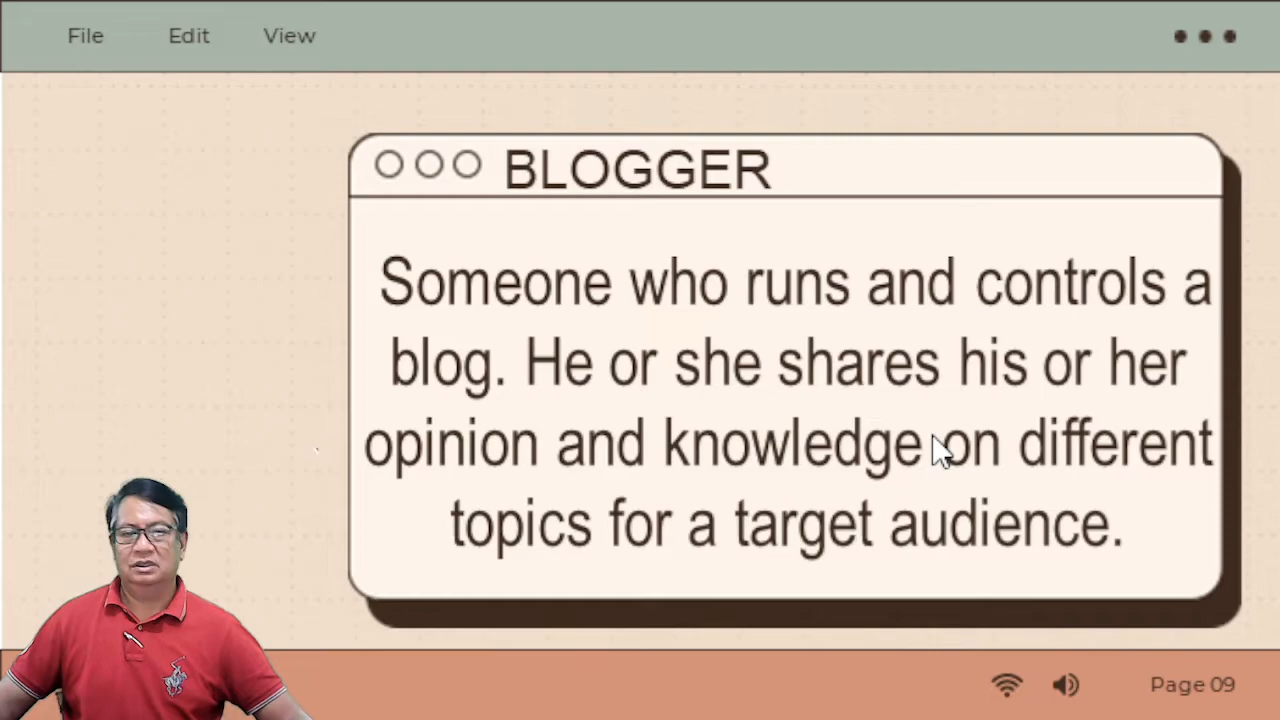 File Edit View
BLOGGER
Someone who runs and controls a
blog. He or she shares his or her
opinion and knowledge on different
topics for a target audience.
Page 09